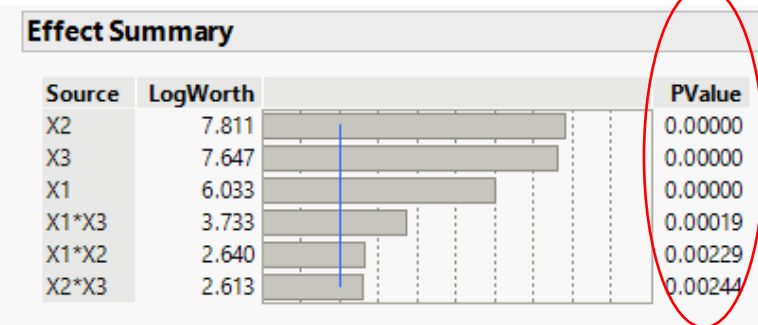 Effect Summary
Source LogWorth PValue
X2 7.811 0.00000
X3 7.647 0.00000
X1 6.033 0.00000
X1*X3 3.733 0.00019
X1*X2 2.640 0.00229
X2*X3 2.613 0.00244